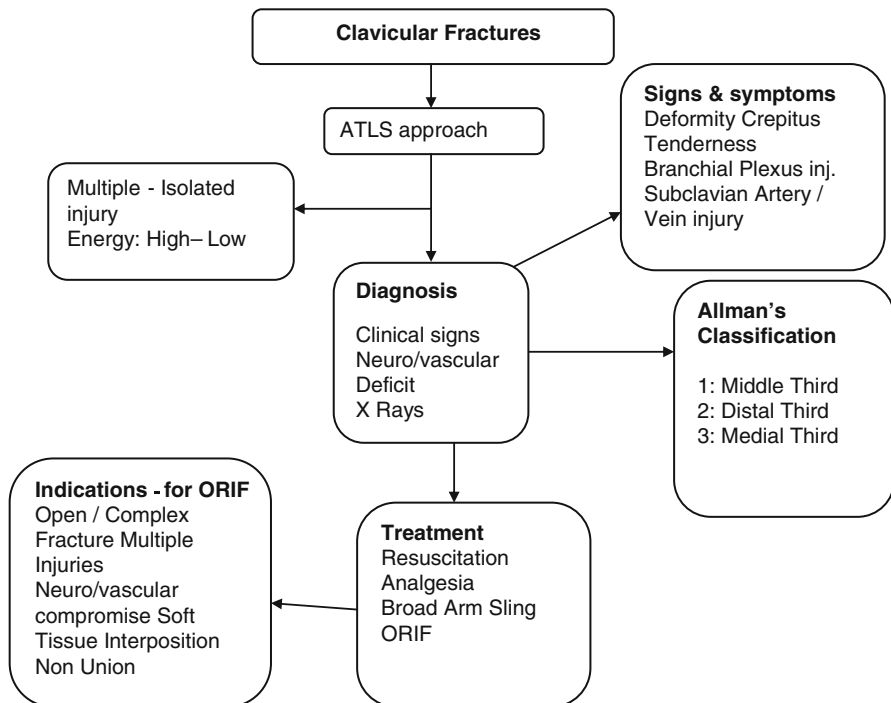 Clavicular Fractures
ATLS approach
Signs & symptoms
Deformity Crepitus
Tenderness
Branchial Plexus inj.
Subclavian Artery /
Vein injury
Multiple - Isolated
injury
Energy: High– Low
Diagnosis
Clinical signs
Neuro/vascular
Deficit
X Rays
Allman’s
Classification
1: Middle Third
2: Distal Third
3: Medial Third
Indications - for ORIF
Open / Complex
Fracture Multiple
Injuries
Neuro/vascular
compromise Soft
Tissue Interposition
Non Union
Treatment
Resuscitation
Analgesia
Broad Arm Sling
ORIF